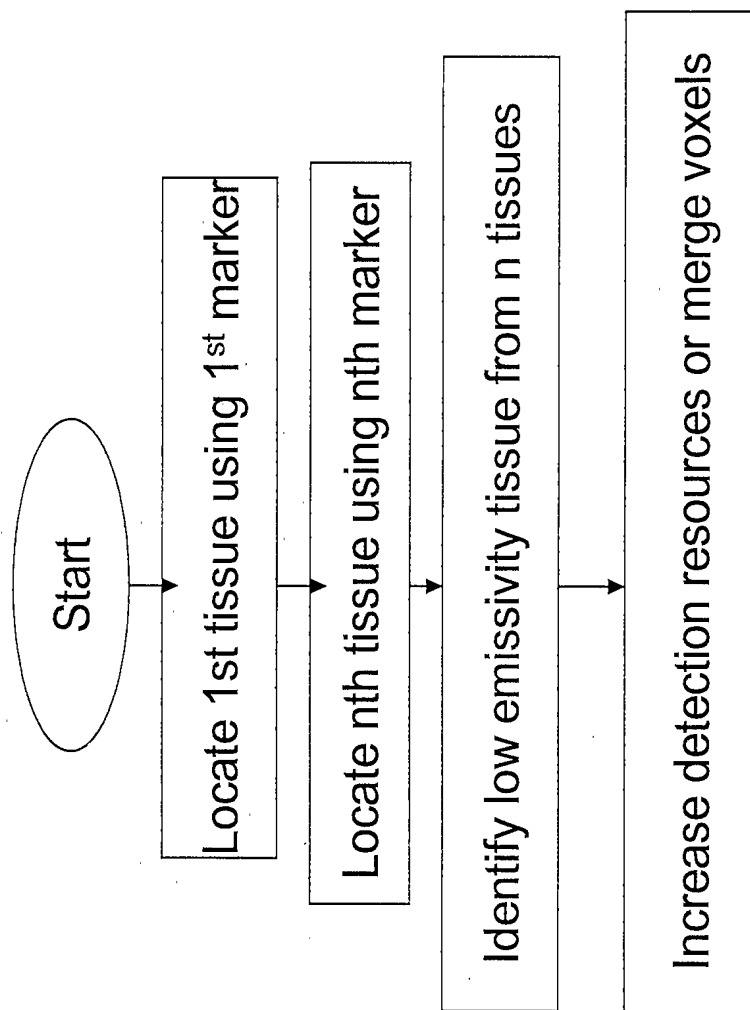 Start
Locate 1st tissue using 1st marker
Locate nth tissue using nth marker
Identify low emissivity tissue from n tissues
Increase detection resources or merge voxels